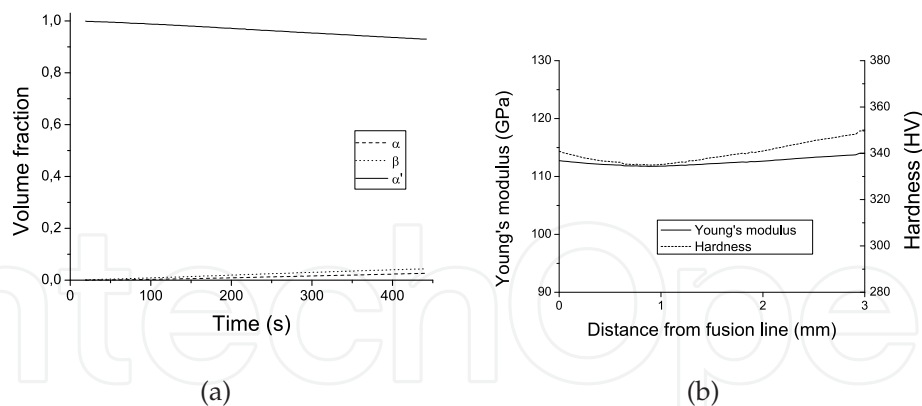 1,0
0,8
0,6
0,4
0,2
0,0
Volume fraction
0
100
200
300
400
Time (s)
α
β
α'
(a)
130
120
110
100
90
Young's modulus (GPa)
380
360
340
320
300
280
Hardness (HV)
Young's modulus
Hardness
0
1
2
3
Distance from fusion line (mm)
(b)
ntechOpe